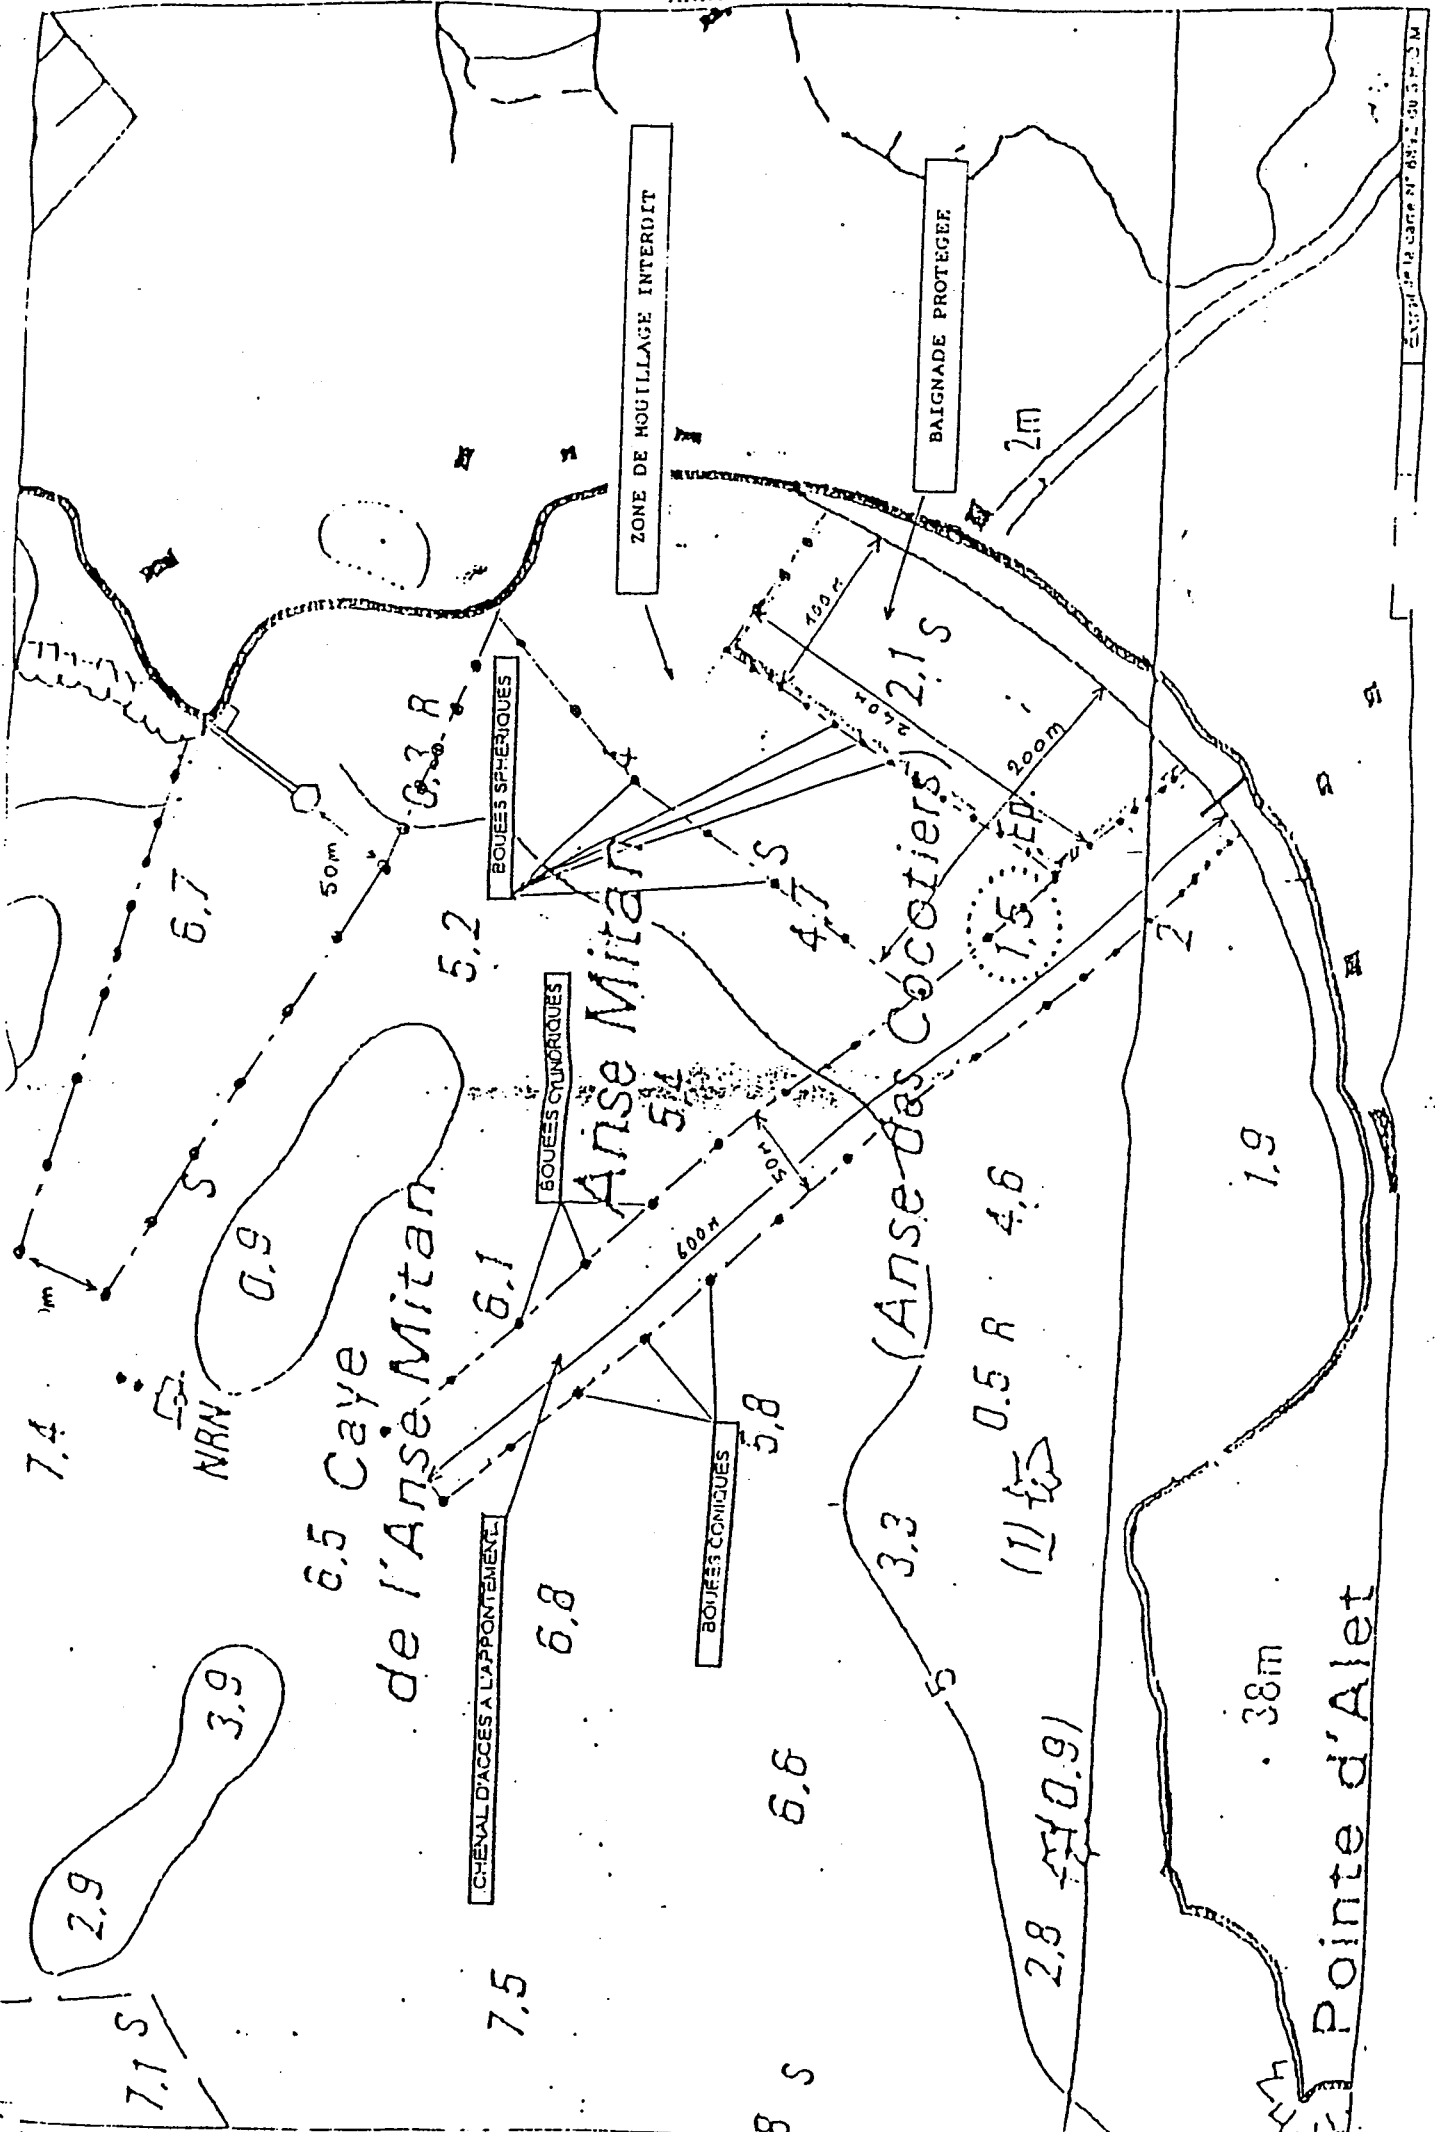 ZONE DE MOUILLAGE INTERDIT
BAIGNADE PROTEGEE
BOUEES SPHERIQUES
BOUEES CYLINDRIQUES
CHENAL D'ACCES A L'APPONTEMENT
BOUEES CONIQUES
Caye
de l'Anse Mitan
Anse Mitan
(Anse des Cocotiers)
Pointe d'Alet
38m
2m
7,4
NRN
0,9
S
6,7
50m
0,3 R
5,2
6,1
6,5
3,9
2,9
7,1 S
7,5
6,8
6,6
5,8
5,4
4,7
S
50m
600m
100m
240m
200m
2,1 S
1,5
Ep.
2
4,6
1,9
0.5 R
(1)
3,3
5
2,8
(0.9)
8 S